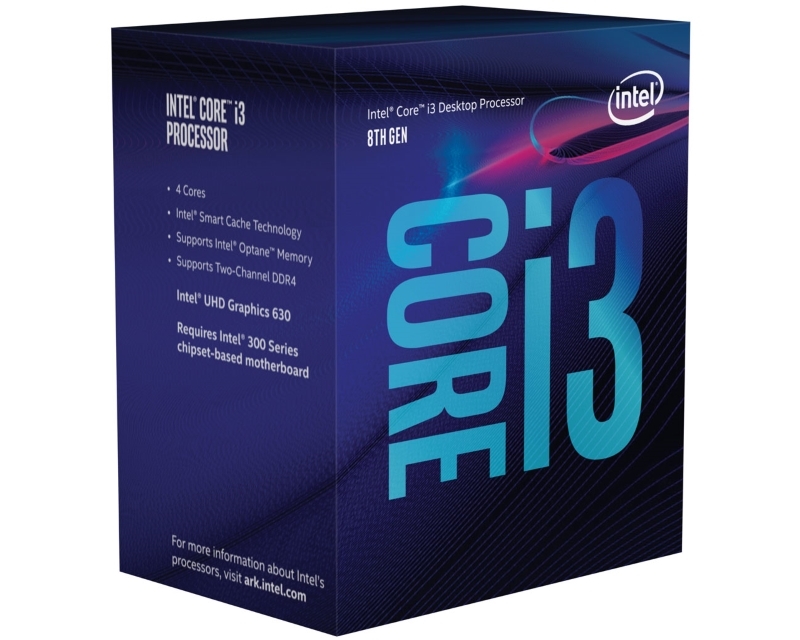 INTEL® CORE™ i3
PROCESSOR
• 4 Cores
• Intel® Smart Cache Technology
• Supports Intel® Optane™ Memory
• Supports Two-Channel DDR4
Intel® UHD Graphics 630
Requires Intel® 300 Series
chipset-based motherboard
For more information about Intel's
processors, visit ark.intel.com
Intel® Core™ i3 Desktop Processor
8TH GEN
intel®
CORE i3